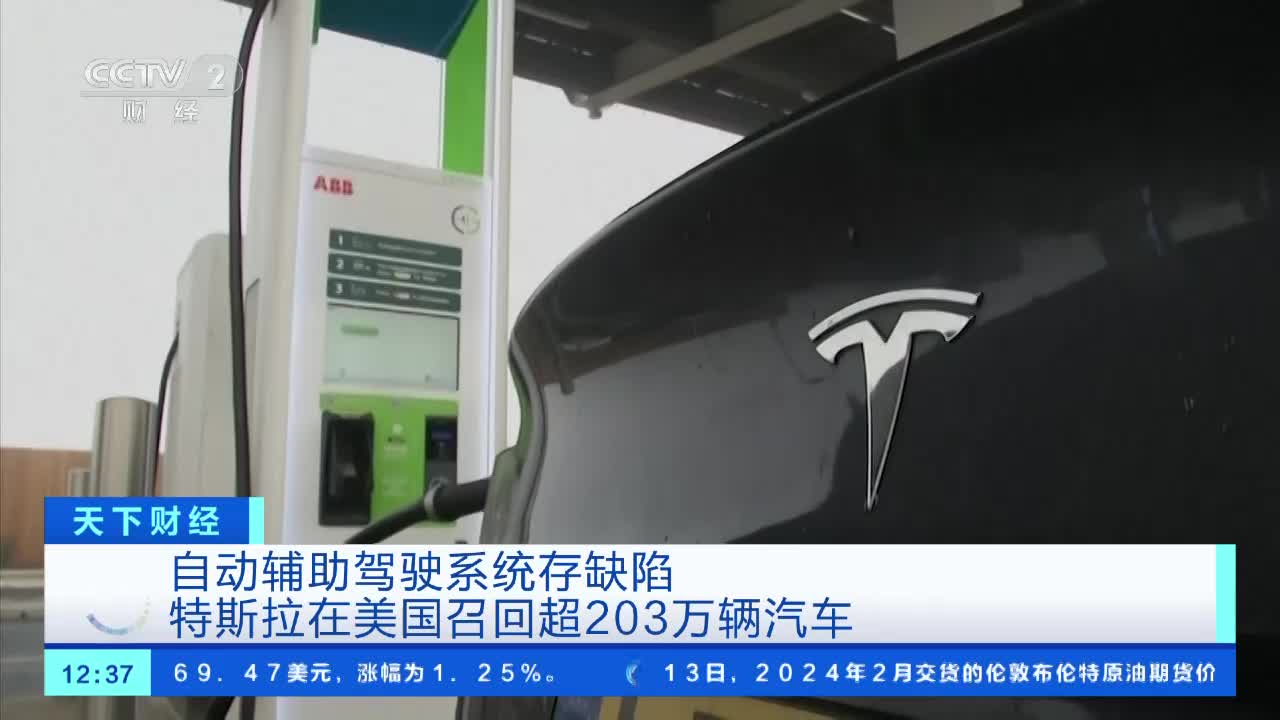 CCTV 2
财经
ABB
1
2
3
天下财经
自动辅助驾驶系统存缺陷
特斯拉在美国召回超203万辆汽车
12:37
69.47美元，涨幅为1.25%。 13日，2024年2月交货的伦敦布伦特原油期货价